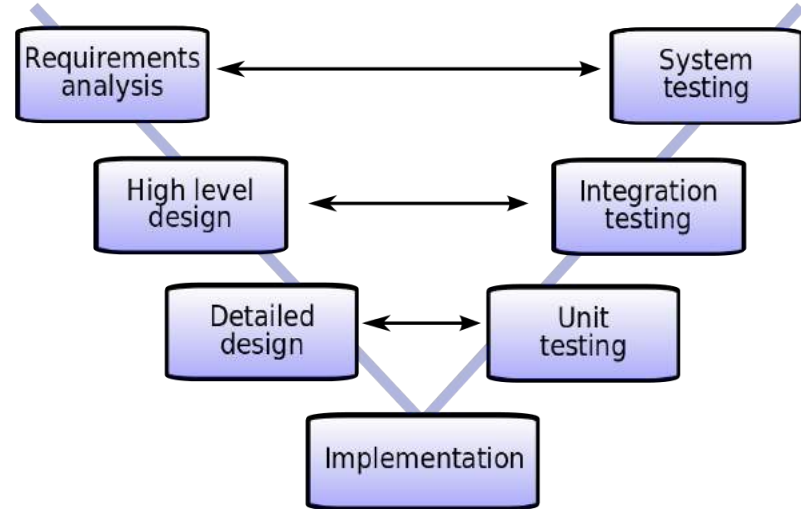 Requirements
analysis
System
testing
High level
design
Integration
testing
Detailed
design
Unit
testing
Implementation